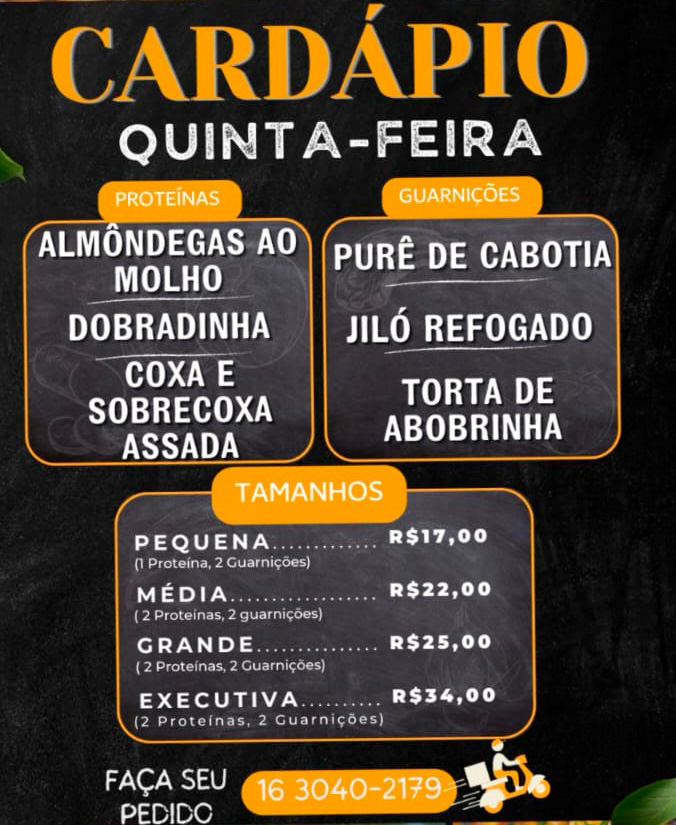 CARDÁPIO
QUINTA-FEIRA
PROTEÍNAS
ALMÔNDEGAS AO
MOLHO
DOBRADINHA
COXA E
SOBRECOXA
ASSADA
GUARNIÇÕES
PURÊ DE CABOTIA
JILÓ REFOGADO
TORTA DE
ABOBRINHA
TAMANHOS
PEQUENA............. R$17,00
(1 Proteína, 2 Guarnições)
MÉDIA.................. R$22,00
( 2 Proteínas, 2 guarnições)
GRANDE............... R$25,00
( 2 Proteínas, 2 Guarnições)
EXECUTIVA.......... R$34,00
(2 Proteínas, 2 Guarnições)
FAÇA SEU
PEDIDO
16 3040-2179